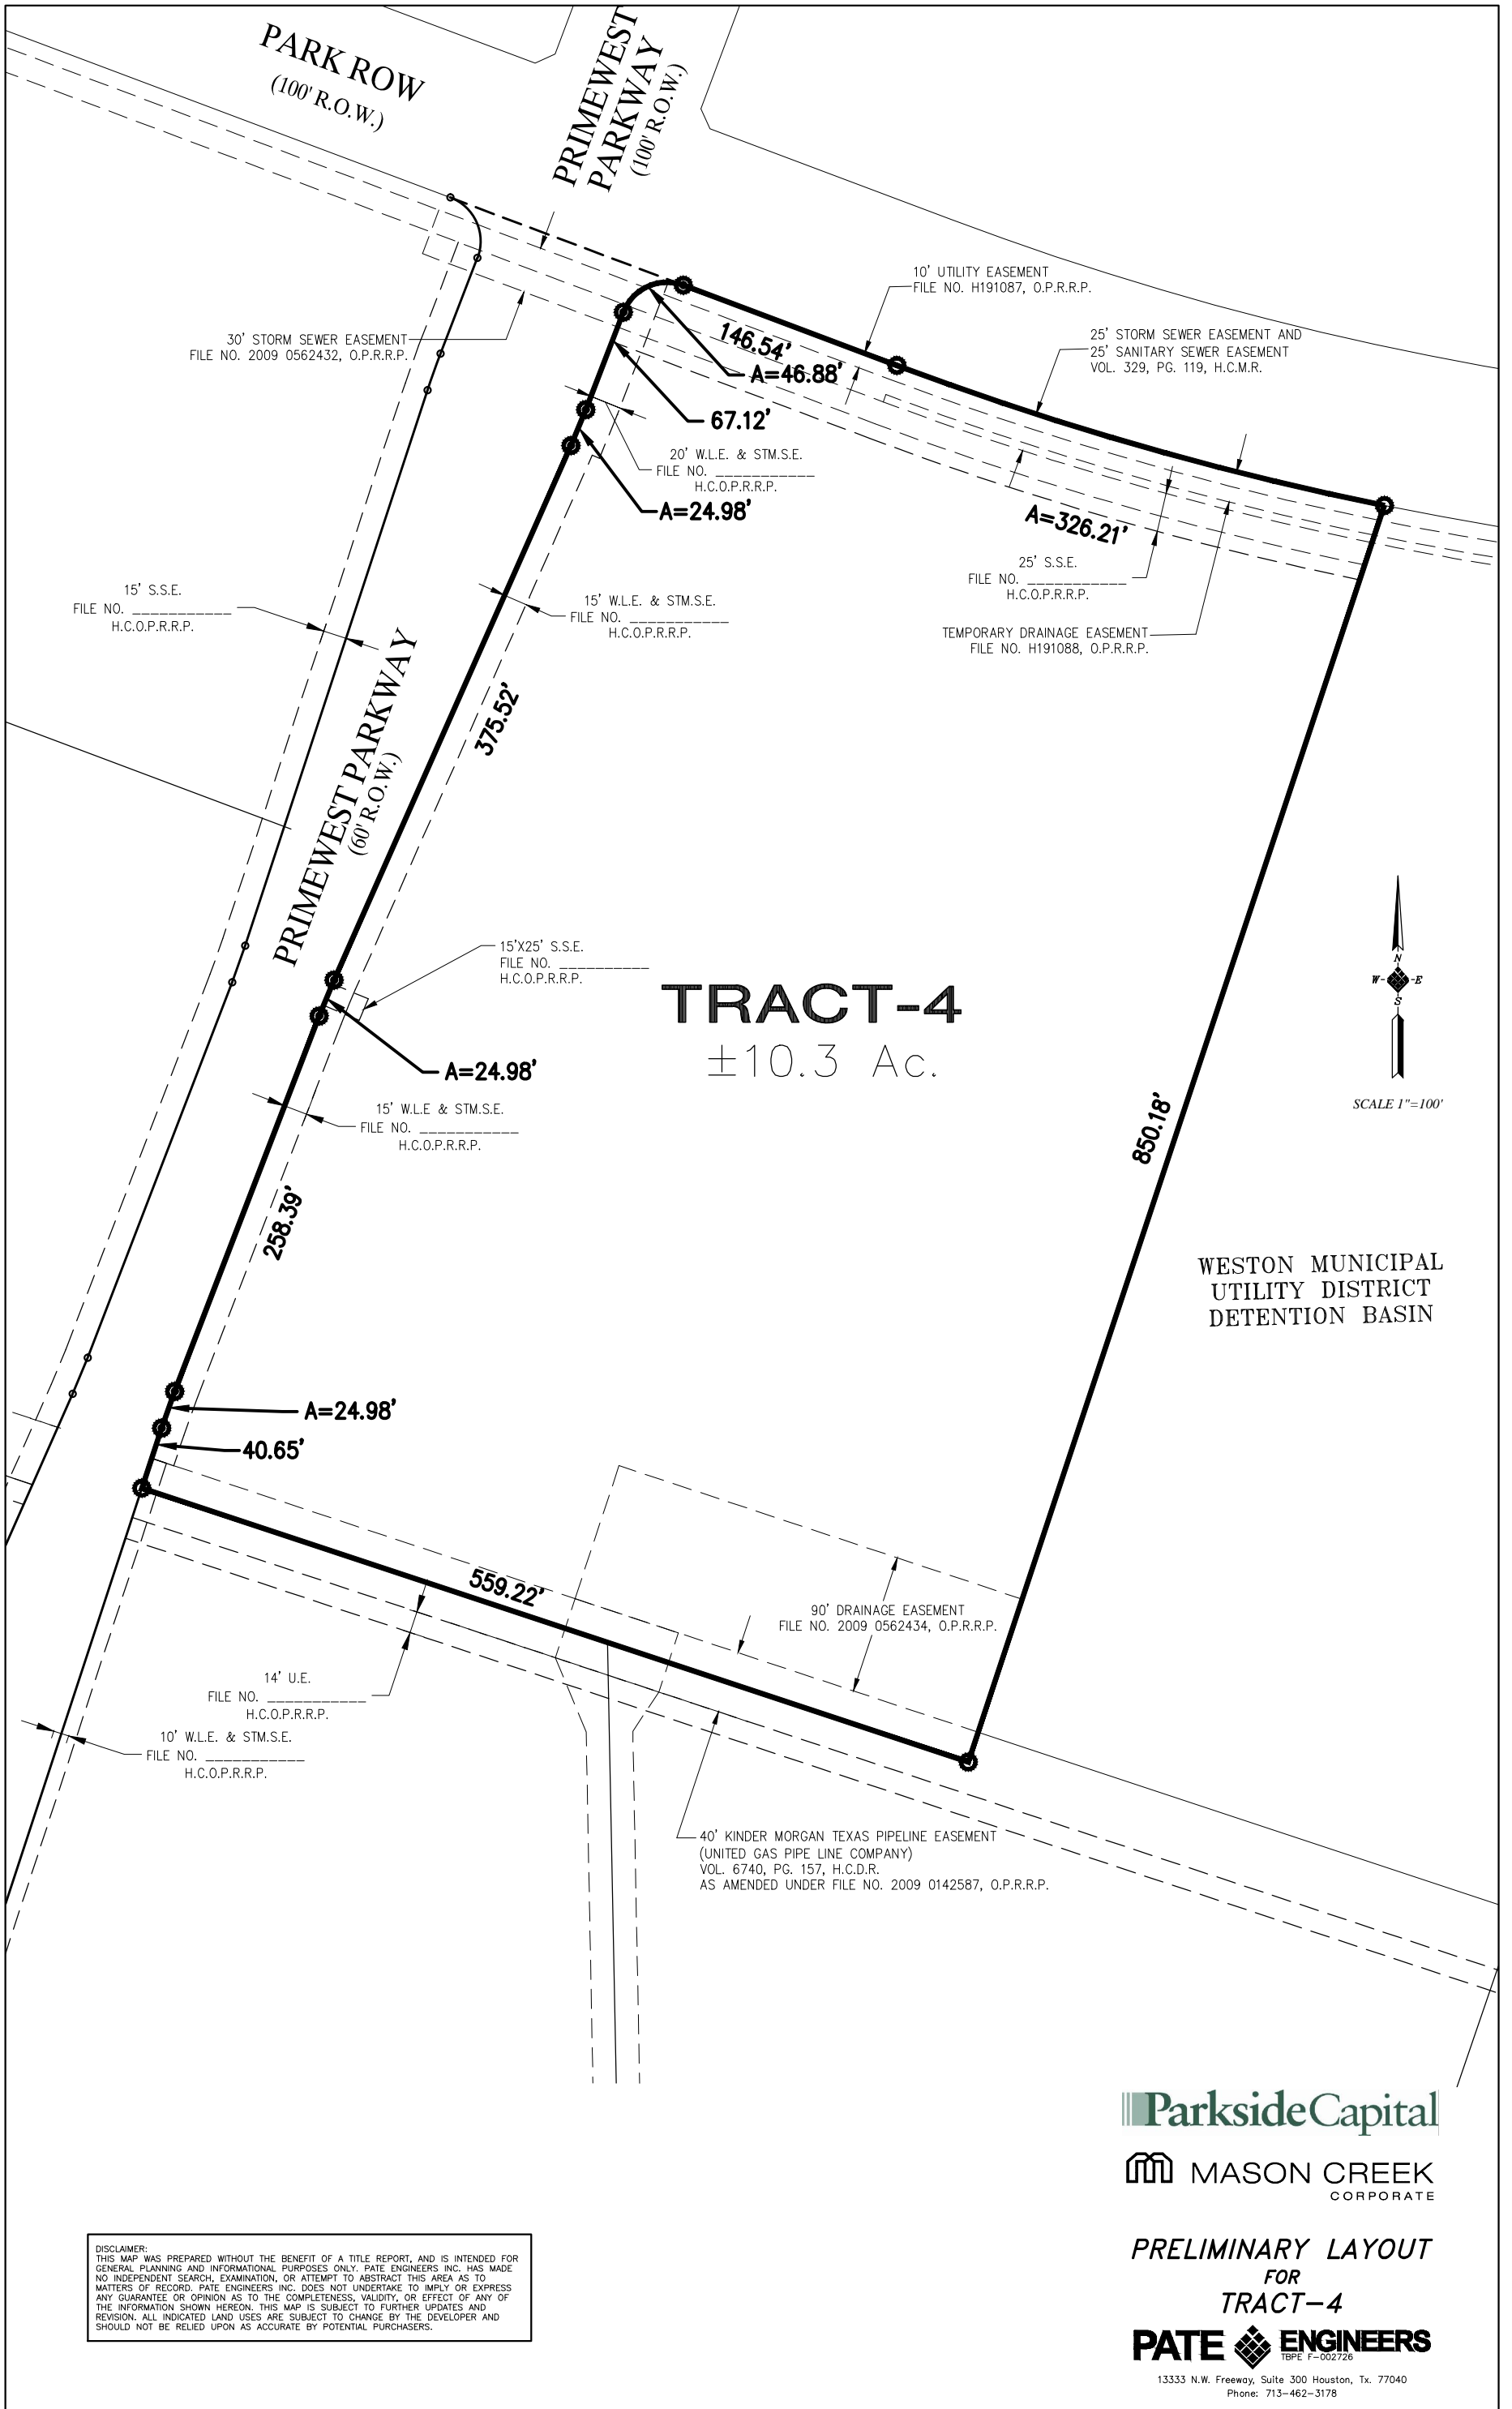 PARK ROW
(100' R.O.W.)
PRIMEWEST
PARKWAY
(100' R.O.W.)
10' UTILITY EASEMENT
FILE NO. H191087, O.P.R.R.P.
30' STORM SEWER EASEMENT
FILE NO. 2009 0562432, O.P.R.R.P.
25' STORM SEWER EASEMENT AND
25' SANITARY SEWER EASEMENT
VOL. 329, PG. 119, H.C.M.R.
146.54'
A=46.88'
67.12'
20' W.L.E. & STM.S.E.
FILE NO. ___________
H.C.O.P.R.R.P.
A=24.98'
A=326.21'
25' S.S.E.
FILE NO. ___________
H.C.O.P.R.R.P.
15' S.S.E.
FILE NO. ___________
H.C.O.P.R.R.P.
15' W.L.E. & STM.S.E.
FILE NO. ___________
H.C.O.P.R.R.P.
TEMPORARY DRAINAGE EASEMENT
FILE NO. H191088, O.P.R.R.P.
375.52'
PRIMEWEST PARKWAY
(60' R.O.W.)
15'X25' S.S.E.
FILE NO. __________
H.C.O.P.R.R.P.
TRACT-4
±10.3 Ac.
N
W- -E
S
SCALE 1"=100'
A=24.98'
15' W.L.E & STM.S.E.
FILE NO. ___________
H.C.O.P.R.R.P.
850.18'
258.39'
WESTON MUNICIPAL
UTILITY DISTRICT
DETENTION BASIN
A=24.98'
40.65'
559.22'
90' DRAINAGE EASEMENT
FILE NO. 2009 0562434, O.P.R.R.P.
14' U.E.
FILE NO. ___________
H.C.O.P.R.R.P.
10' W.L.E. & STM.S.E.
FILE NO. ___________
H.C.O.P.R.R.P.
40' KINDER MORGAN TEXAS PIPELINE EASEMENT
(UNITED GAS PIPE LINE COMPANY)
VOL. 6740, PG. 157, H.C.D.R.
AS AMENDED UNDER FILE NO. 2009 0142587, O.P.R.R.P.
ParksideCapital
MASON CREEK
CORPORATE
PRELIMINARY LAYOUT
FOR
TRACT-4
PATE ENGINEERS
TBPE F-002726
13333 N.W. Freeway, Suite 300 Houston, Tx. 77040
Phone: 713-462-3178
DISCLAIMER:
THIS MAP WAS PREPARED WITHOUT THE BENEFIT OF A TITLE REPORT, AND IS INTENDED FOR
GENERAL PLANNING AND INFORMATIONAL PURPOSES ONLY. PATE ENGINEERS INC. HAS MADE
NO INDEPENDENT SEARCH, EXAMINATION, OR ATTEMPT TO ABSTRACT THIS AREA AS TO
MATTERS OF RECORD. PATE ENGINEERS INC. DOES NOT UNDERTAKE TO IMPLY OR EXPRESS
ANY GUARANTEE OR OPINION AS TO THE COMPLETENESS, VALIDITY, OR EFFECT OF ANY OF
THE INFORMATION SHOWN HEREON. THIS MAP IS SUBJECT TO FURTHER UPDATES AND
REVISION. ALL INDICATED LAND USES ARE SUBJECT TO CHANGE BY THE DEVELOPER AND
SHOULD NOT BE RELIED UPON AS ACCURATE BY POTENTIAL PURCHASERS.